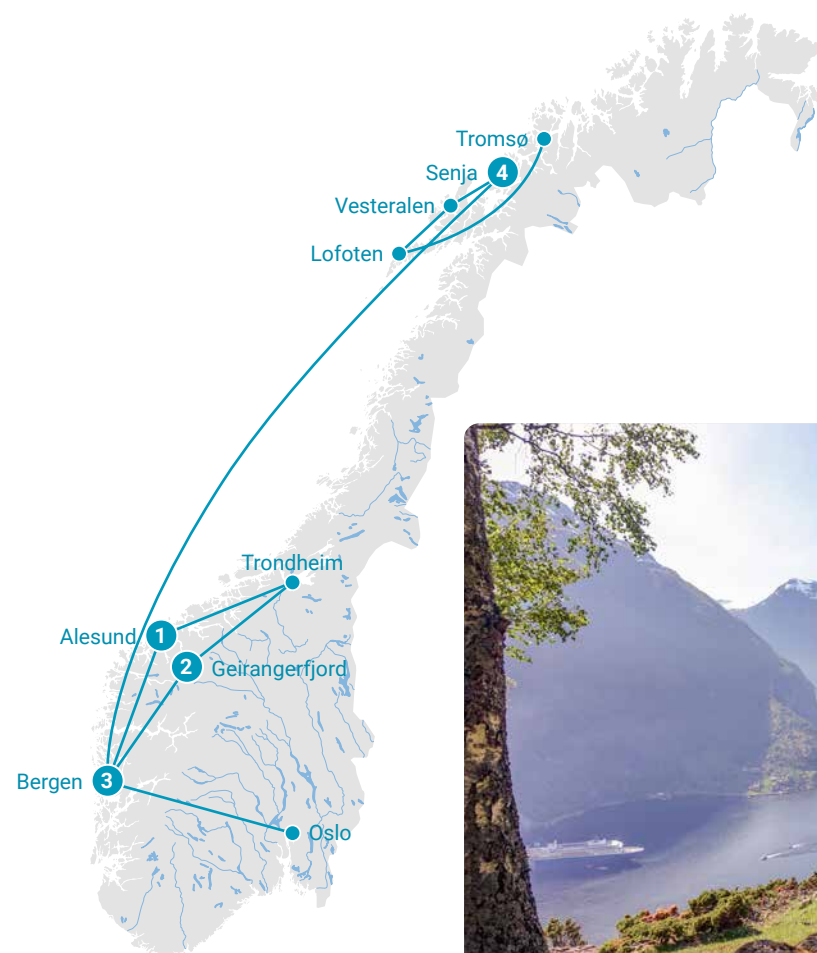 Tromsø
Senja 4
Vesteralen
Lofoten
Trondheim
Alesund 1
2 Geirangerfjord
Bergen 3
Oslo